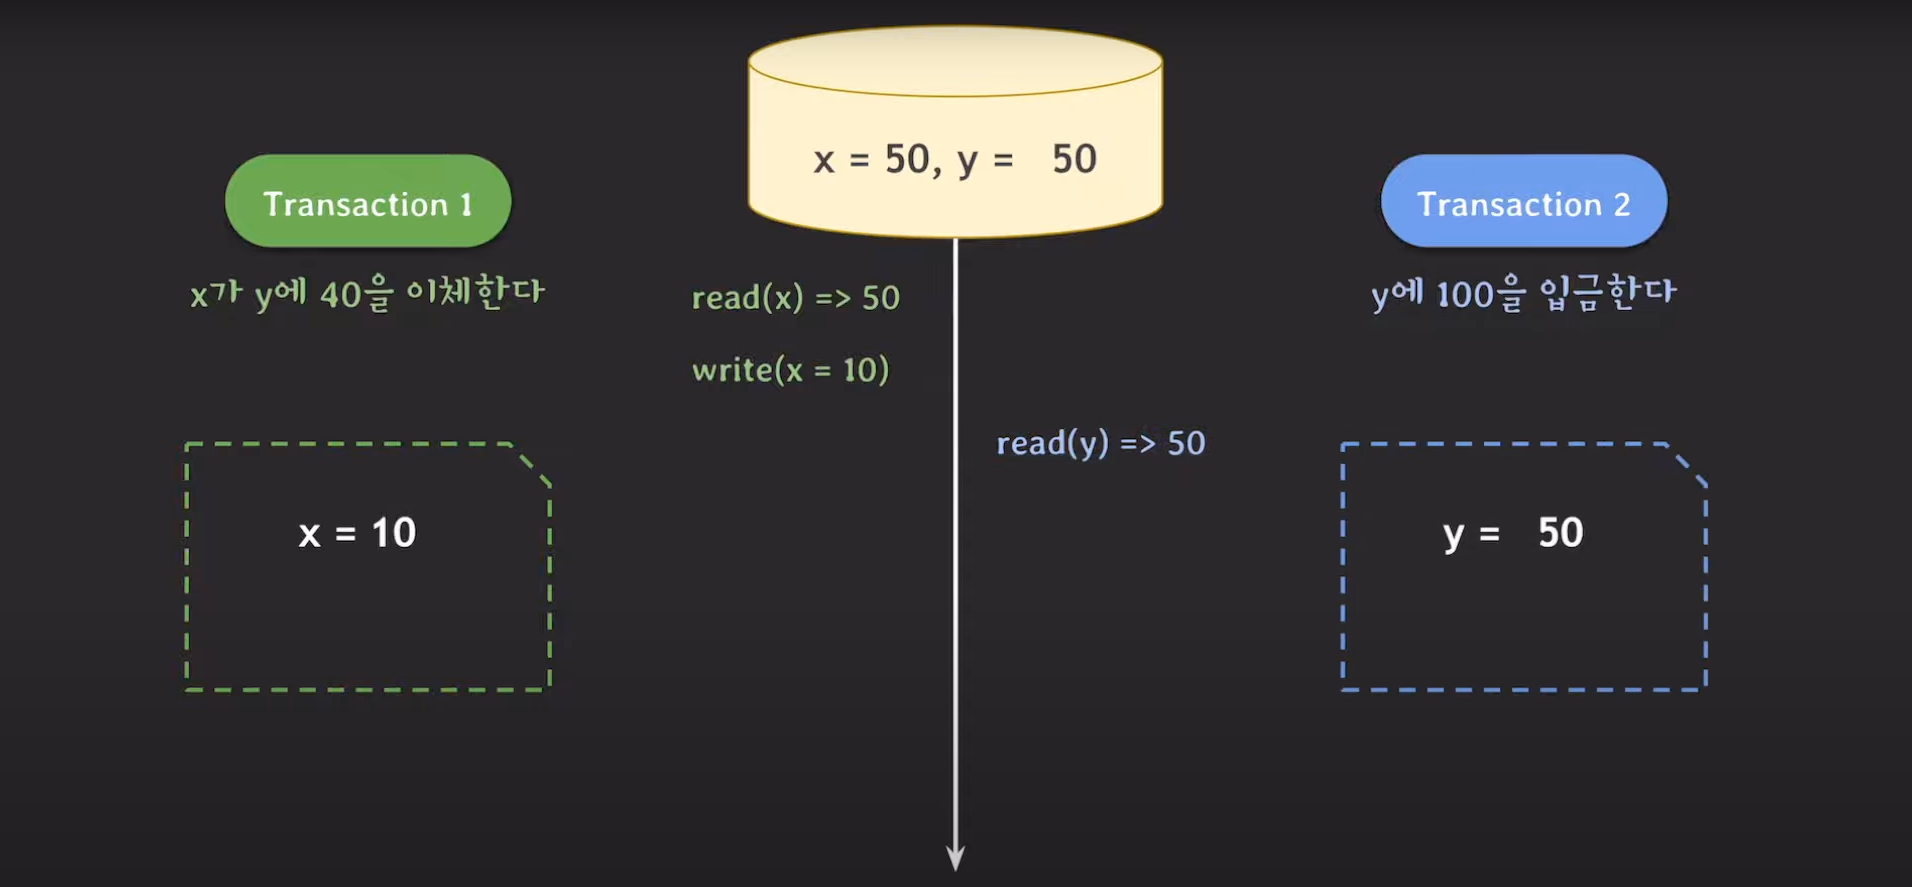 x = 50, y = 50
Transaction 1
Transaction 2
x가 y에 40을 이체한다
read(x) => 50
y에 100을 입금한다
write(x = 10)
read(y) => 50
x = 10
y = 50